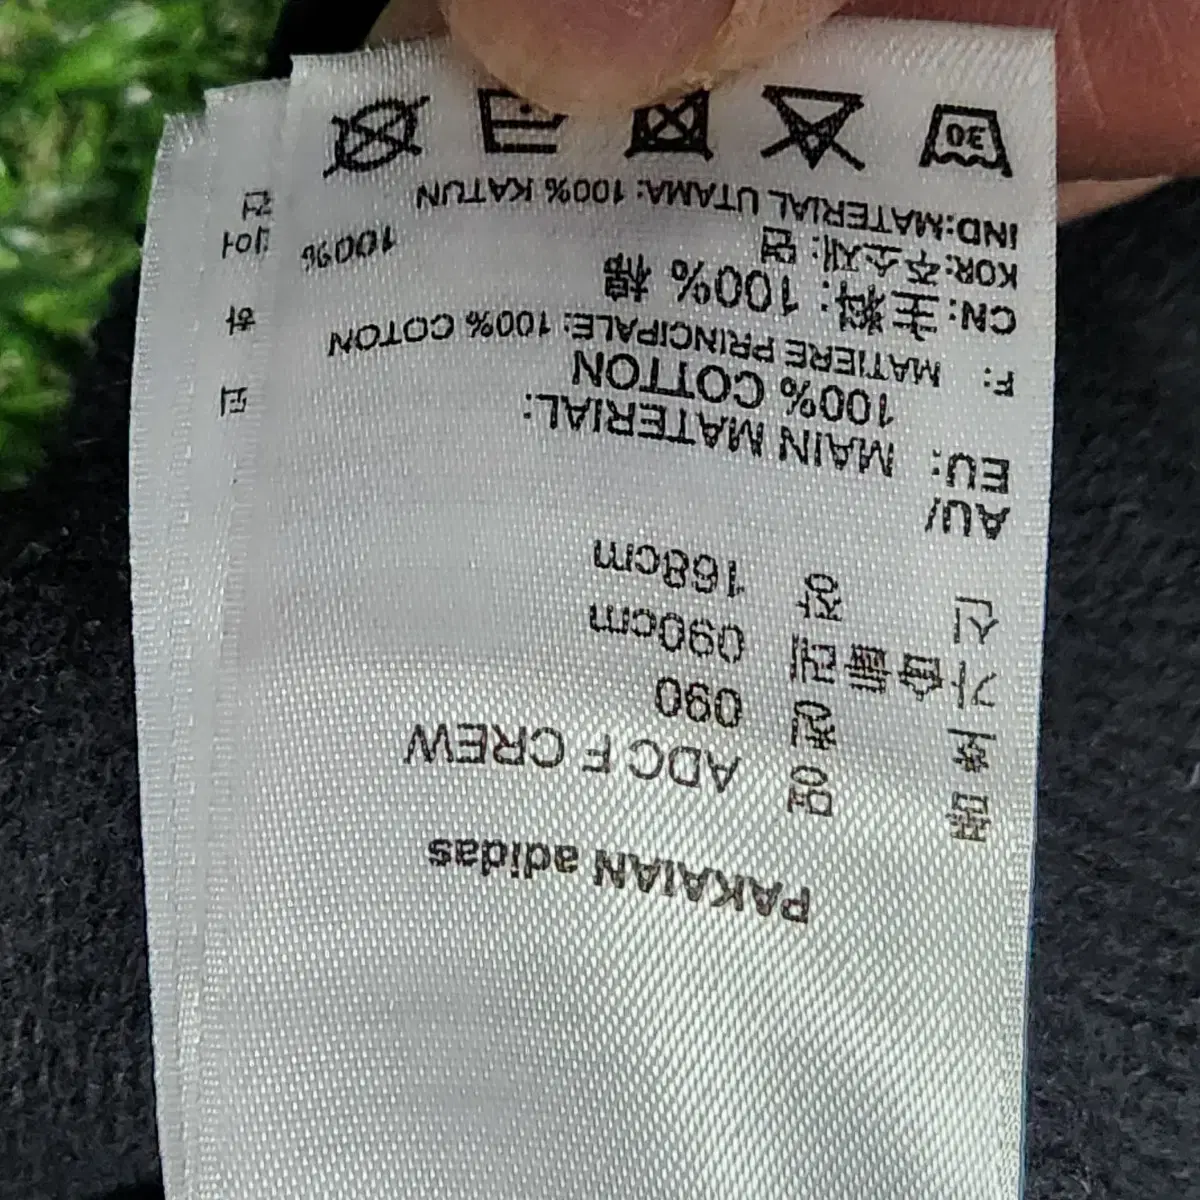 PAKAIAN adidas
품 명 ADC F CREW
호 칭 090
가슴둘레 090cm
신 장 168cm
AU/
EU: MAIN MATERIAL:
100% COTTON
F: MATIERE PRINCIPALE: 100% COTON
CN: 主料: 100% 棉
KOR:주소재: 면 100%
IND:MATERIAL UTAMA: 100% KATUN
30